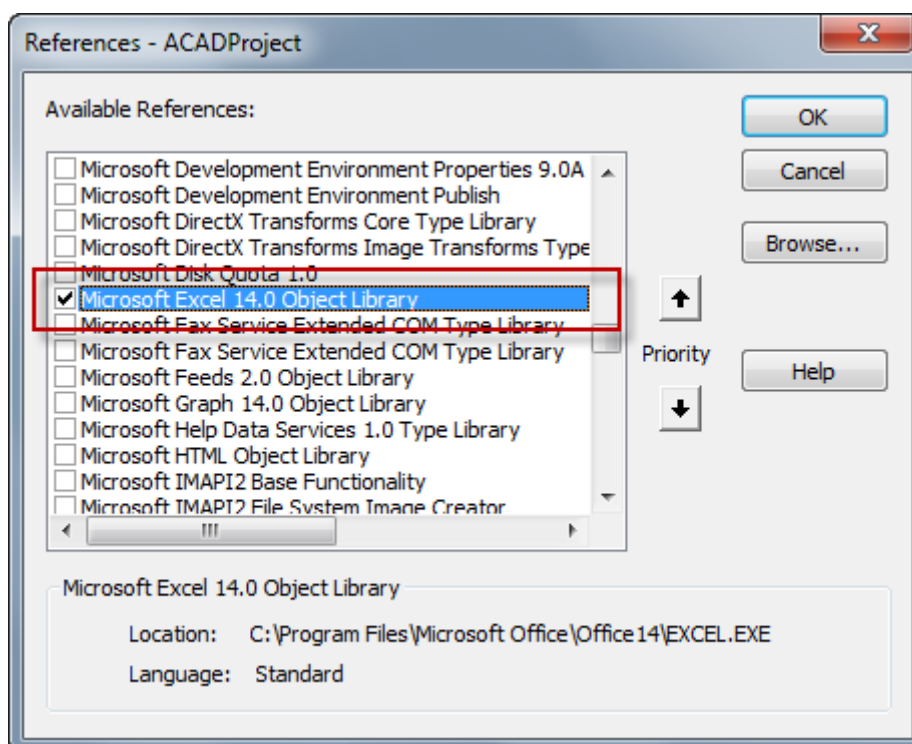 References - ACADProject
Available References:
Microsoft Development Environment Properties 9.0A
Microsoft Development Environment Publish
Microsoft DirectX Transforms Core Type Library
Microsoft DirectX Transforms Image Transforms Type
Microsoft Disk Quota 1.0
Microsoft Excel 14.0 Object Library
Microsoft Fax Service Extended COM Type Library
Microsoft Fax Service Extended COM Type Library
Microsoft Feeds 2.0 Object Library
Microsoft Graph 14.0 Object Library
Microsoft Help Data Services 1.0 Type Library
Microsoft HTML Object Library
Microsoft IMAPI2 Base Functionality
Microsoft IMAPI2 File System Image Creator
Priority
OK
Cancel
Browse...
Help
Microsoft Excel 14.0 Object Library
Location: C:\Program Files\Microsoft Office\Office14\EXCEL.EXE
Language: Standard